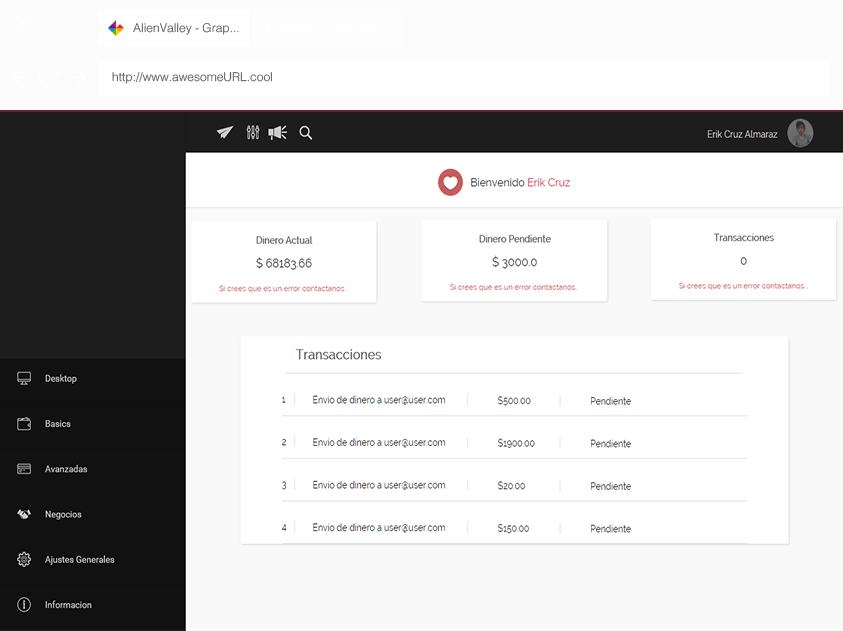 AlienValley - Grap...
http://www.awesomeURL.cool
Erik Cruz Almaraz
Bienvenido Erik Cruz
Dinero Actual
$ 68183.66
Si crees que es un error contactanos..
Dinero Pendiente
$ 3000.0
Si crees que es un error contactanos..
Transacciones
0
Si crees que es un error contactanos..
Transacciones
1 Envio de dinero a user@user.com $500.00 Pendiente
2 Envio de dinero a user@user.com $1900.00 Pendiente
3 Envio de dinero a user@user.com $20.00 Pendiente
4 Envio de dinero a user@user.com $150.00 Pendiente
Desktop
Basics
Avanzadas
Negocios
Ajustes Generales
Informacion